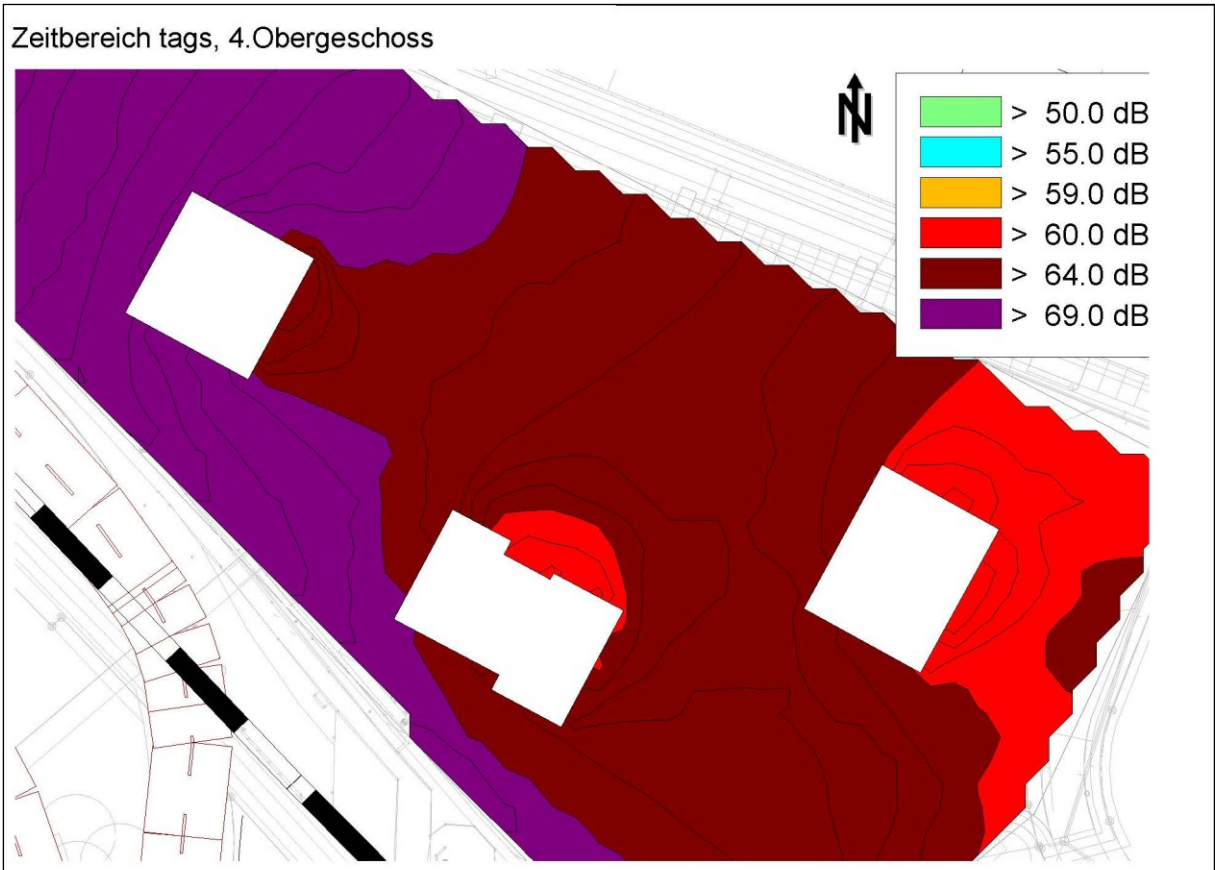 Zeitbereich tags, 4.Obergeschoss
N
> 50.0 dB
> 55.0 dB
> 59.0 dB
> 60.0 dB
> 64.0 dB
> 69.0 dB